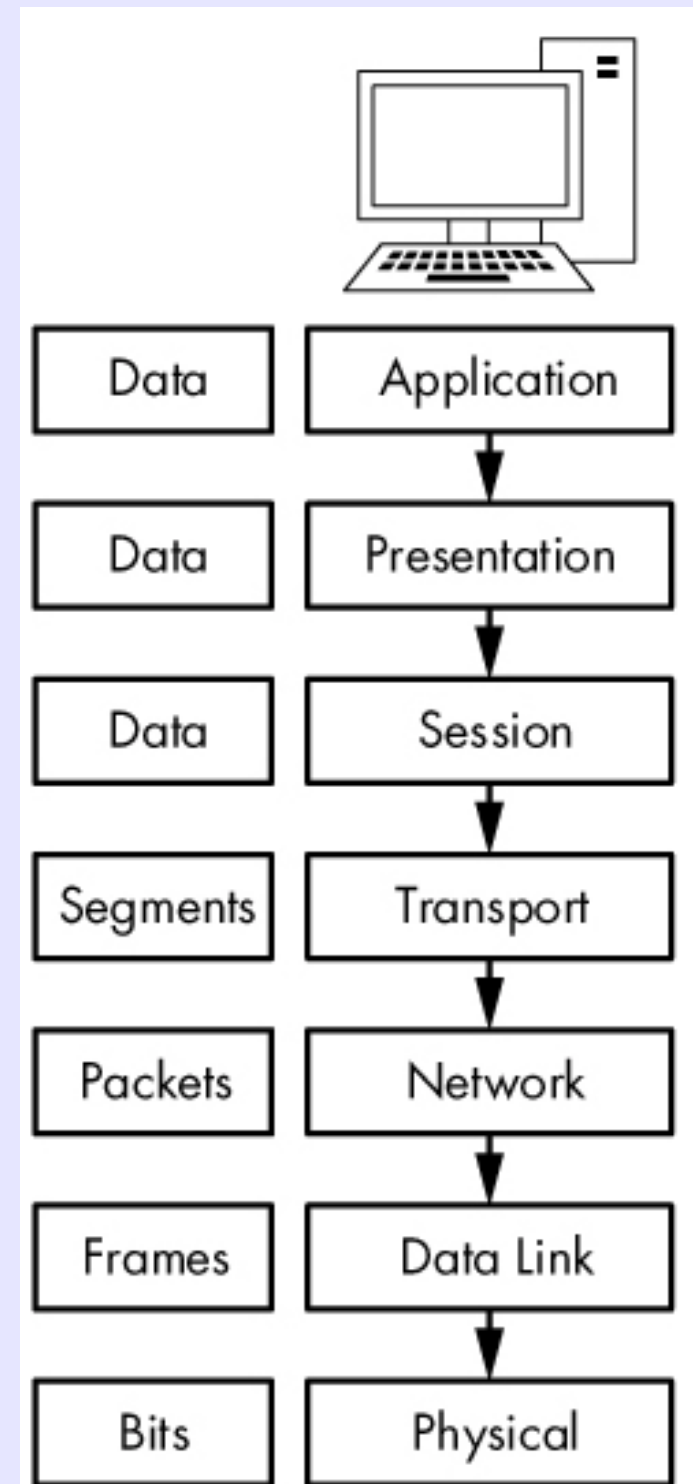 Data Application
Data Presentation
Data Session
Segments Transport
Packets Network
Frames Data Link
Bits Physical